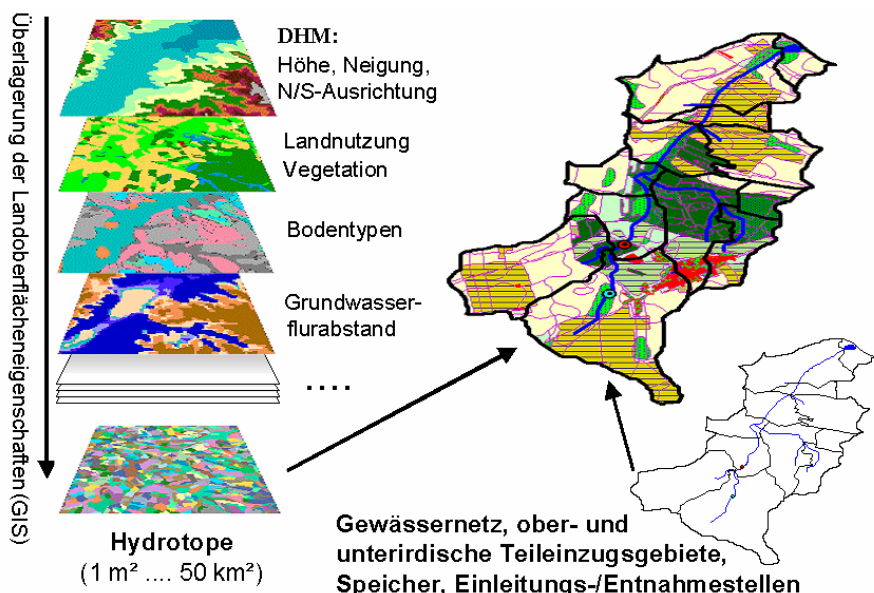 Überlagerung der Landoberflächeneigenschaften (GIS)
DHM:
Höhe, Neigung,
N/S-Ausrichtung
Landnutzung
Vegetation
Bodentypen
Grundwasser-
flurabstand
....
Hydrotope
(1 m² .... 50 km²)
Gewässernetz, ober- und
unterirdische Teileinzugsgebiete,
Speicher, Einleitungs-/Entnahmestellen